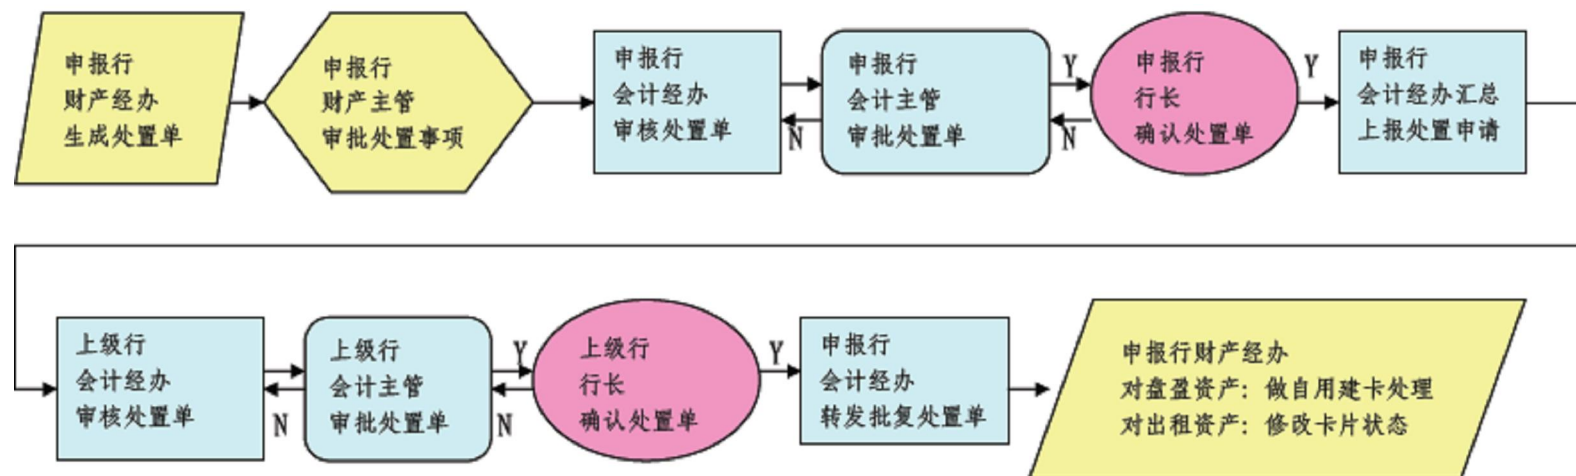 申报行
财产经办
生成处置单
申报行
财产主管
审批处置事项
申报行
会计经办
审核处置单
N
申报行
会计主管
审批处置单
Y
N
申报行
行长
确认处置单
Y
申报行
会计经办汇总
上报处置申请
上级行
会计经办
审核处置单
N
上级行
会计主管
审批处置单
Y
N
上级行
行长
确认处置单
Y
申报行
会计经办
转发批复处置单
申报行财产经办
对盘盈资产：做自用建卡处理
对出租资产：修改卡片状态